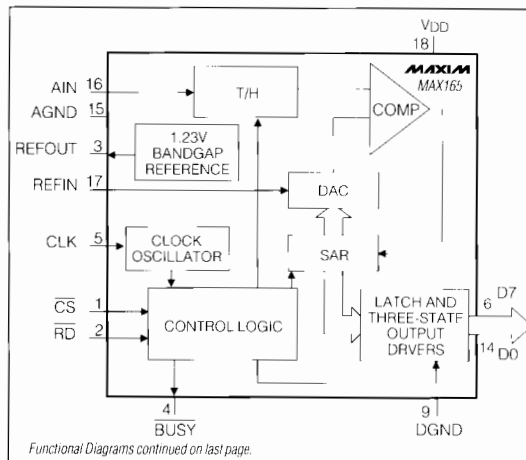 VDD
18
MAXIM
MAX165
AIN 16
T/H
COMP
AGND 15
REFOUT 3
1.23V
BANDGAP
REFERENCE
REFIN 17
DAC
CLK 5
CLOCK
OSCILLATOR
SAR
CS 1
RD 2
CONTROL LOGIC
LATCH AND
THREE-STATE
OUTPUT
DRVERS
6 D7
14 D0
4
BUSY
9
DGND
Functional Diagrams continued on last page.